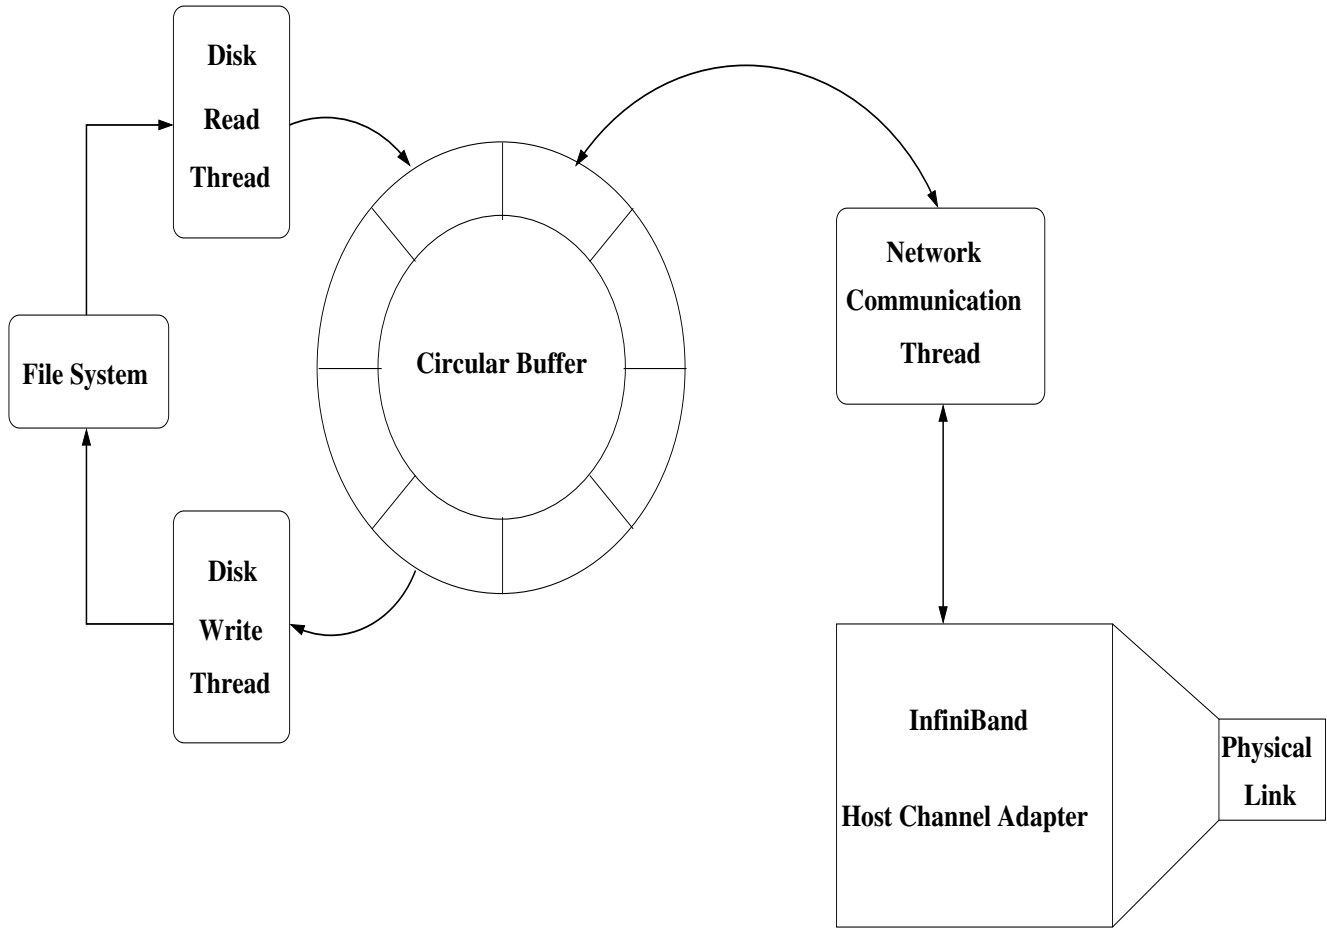 Disk
Read
Thread
Network
Communication
Thread
Circular Buffer
File System
Disk
Write
Thread
InfiniBand
Host Channel Adapter
Physical
Link